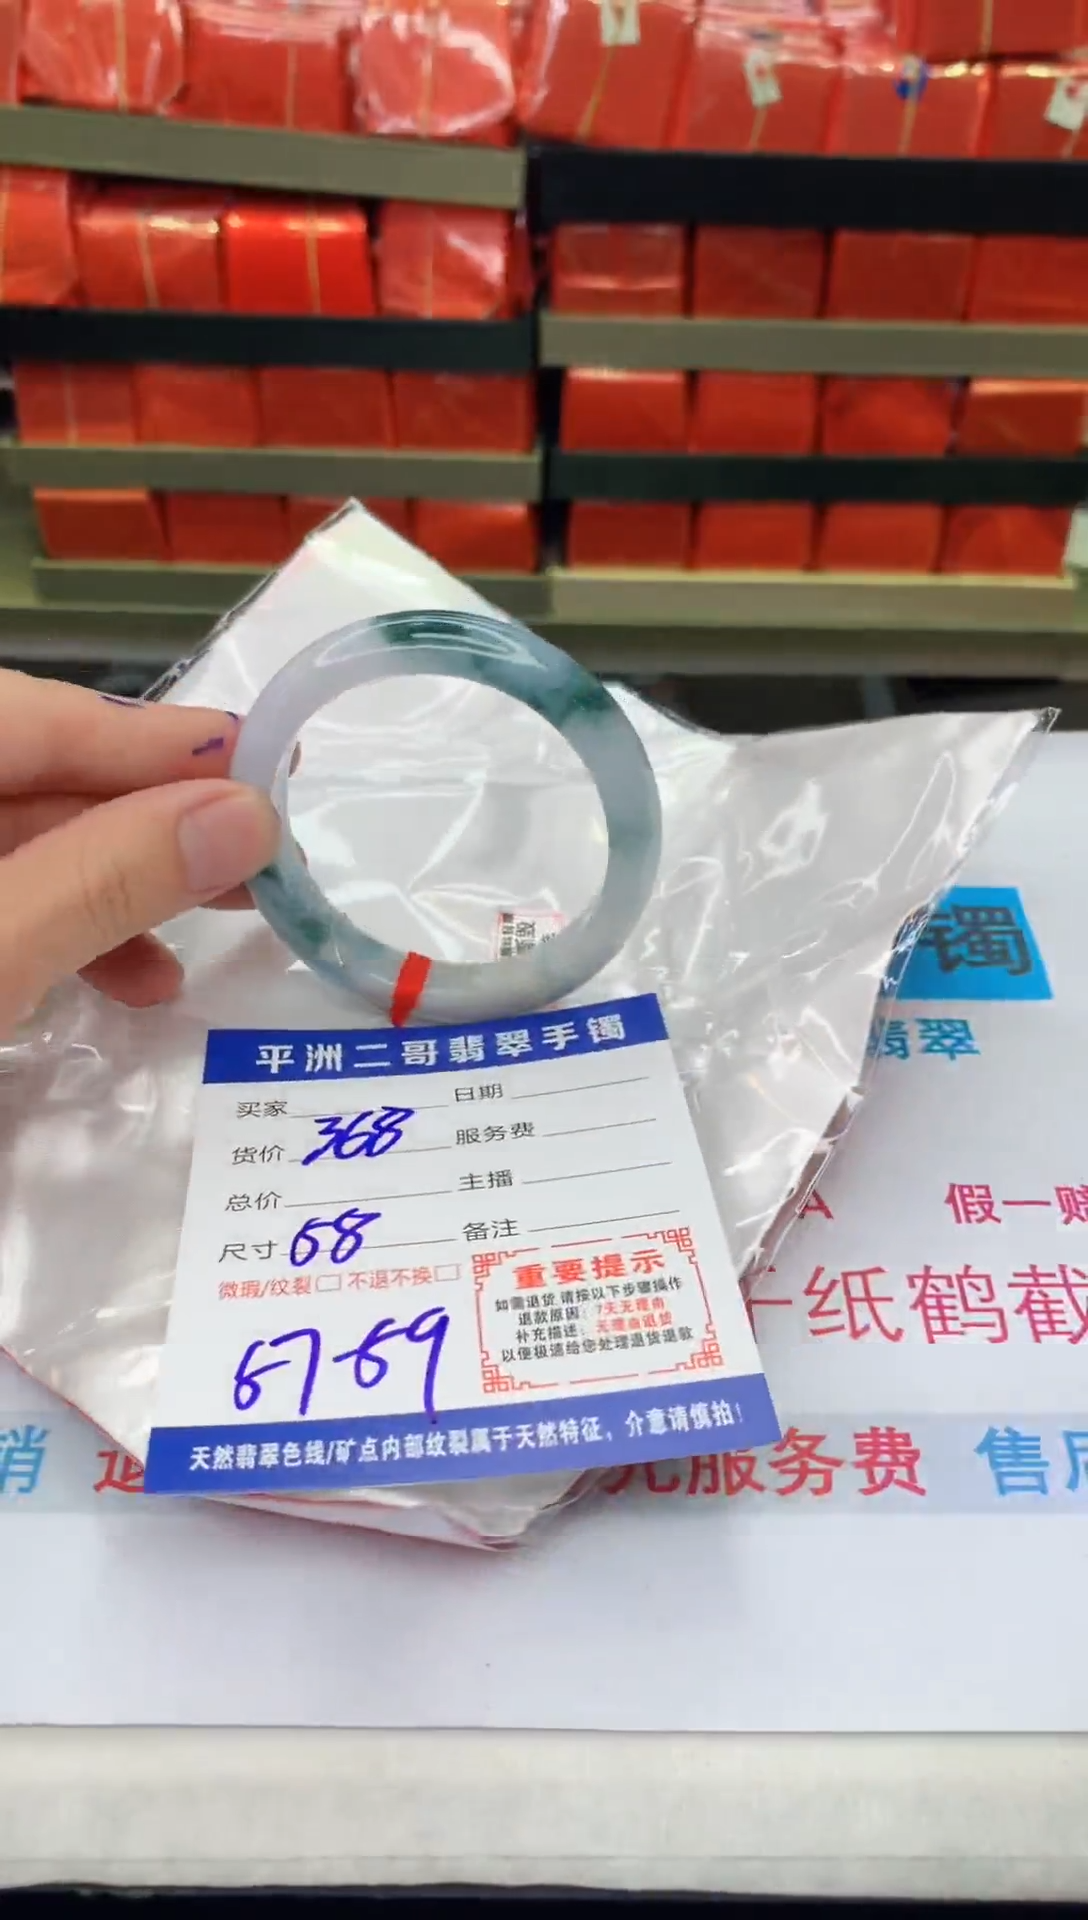 平洲二哥翡翠手镯
买家 日期
货价 368 服务费
总价 主播
尺寸 58 备注
微瑕/纹裂□ 不退不换□
57-59
重要提示
如需退货 请按以下步骤操作
退款原因：7天无理由
补充描述：无理由退货
以便极速给您处理退货退款
天然翡翠色线/矿点内部纹裂属于天然特征，介意请慎拍！
镯
翡翠
A 假一赔
纸鹤截
销 退 元服务费 售后